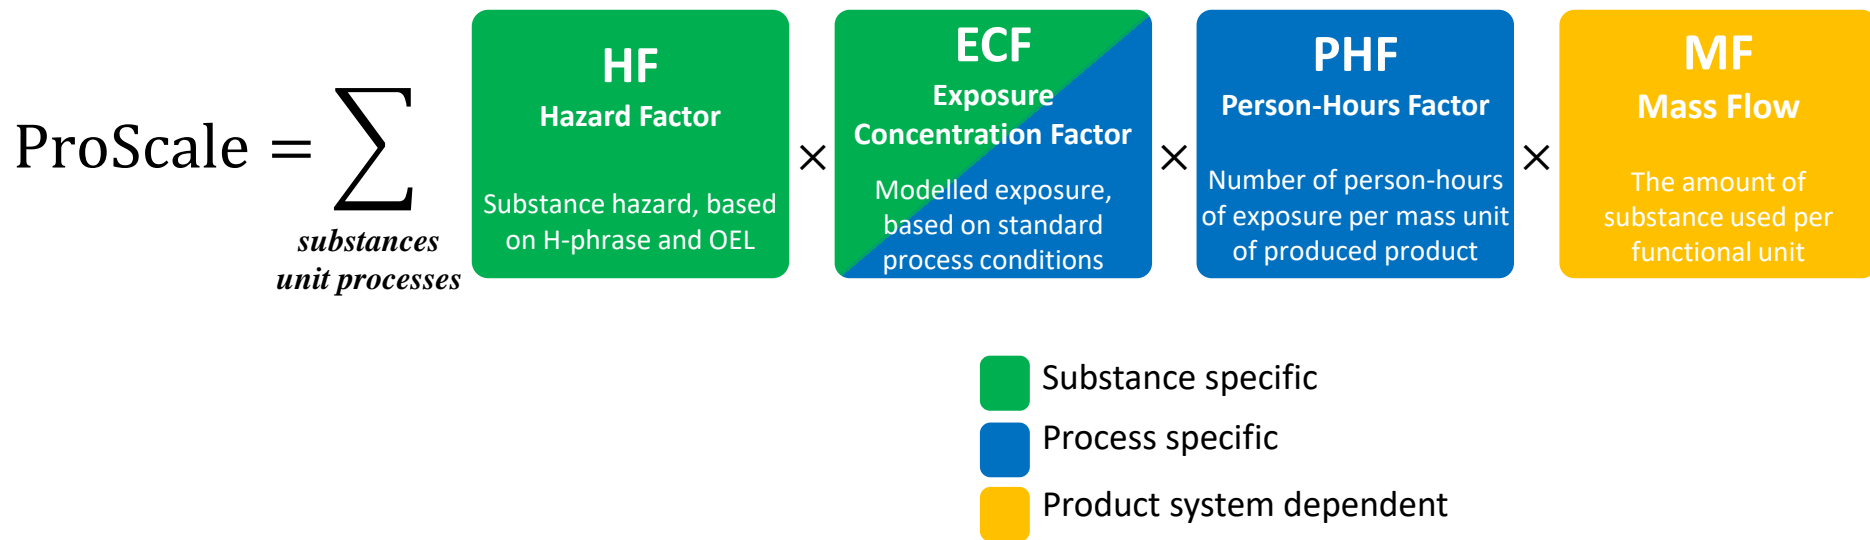 ProScale = ∑
substances
unit processes
HF
Hazard Factor
Substance hazard, based
on H-phrase and OEL
×
ECF
Exposure
Concentration Factor
Modelled exposure,
based on standard
process conditions
×
PHF
Person-Hours Factor
Number of person-hours
of exposure per mass unit
of produced product
×
MF
Mass Flow
The amount of
substance used per
functional unit
Substance specific
Process specific
Product system dependent